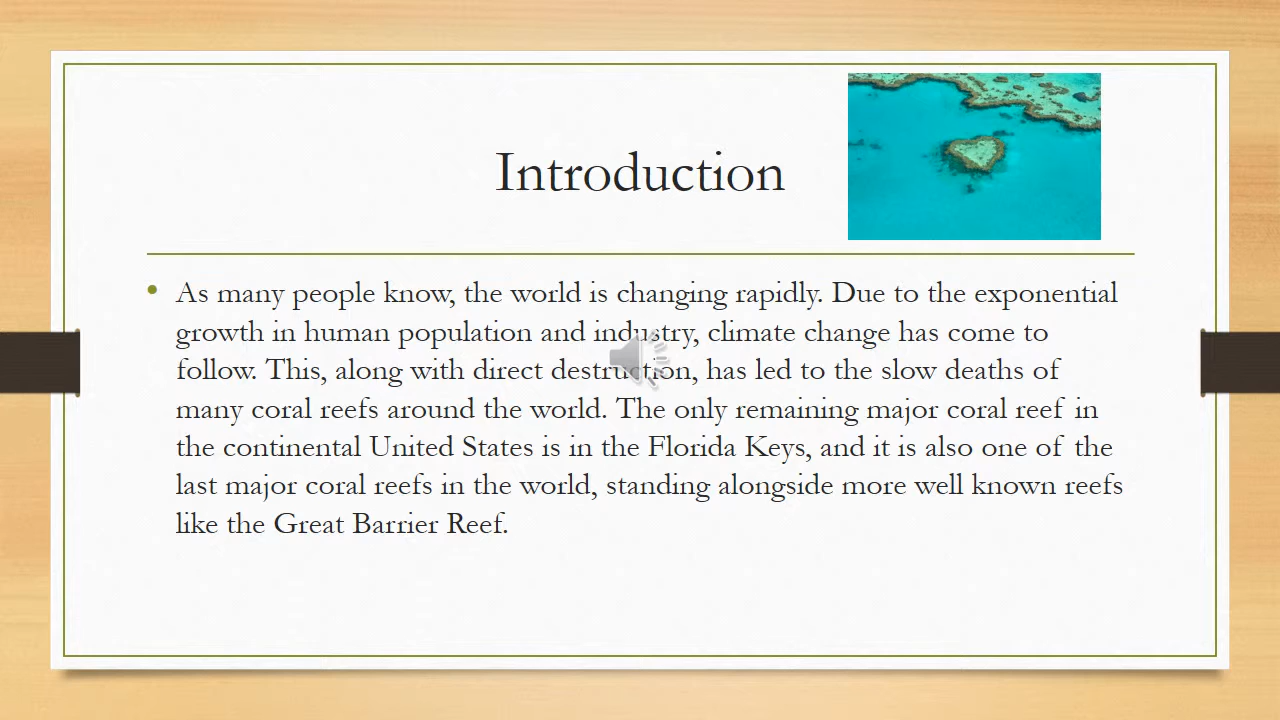 Introduction
• As many people know, the world is changing rapidly. Due to the exponential
growth in human population and industry, climate change has come to
follow. This, along with direct destruction, has led to the slow deaths of
many coral reefs around the world. The only remaining major coral reef in
the continental United States is in the Florida Keys, and it is also one of the
last major coral reefs in the world, standing alongside more well known reefs
like the Great Barrier Reef.